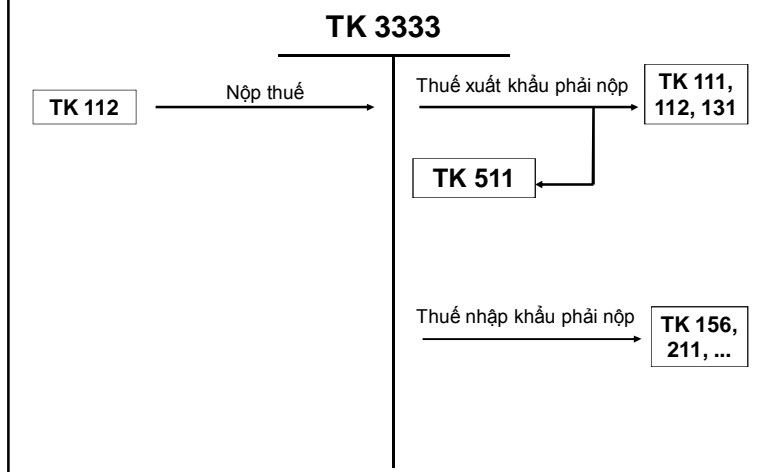 TK 3333
TK 112
Nộp thuế
Thuế xuất khẩu phải nộp
TK 111,
112, 131
TK 511
Thuế nhập khẩu phải nộp
TK 156,
211, ...